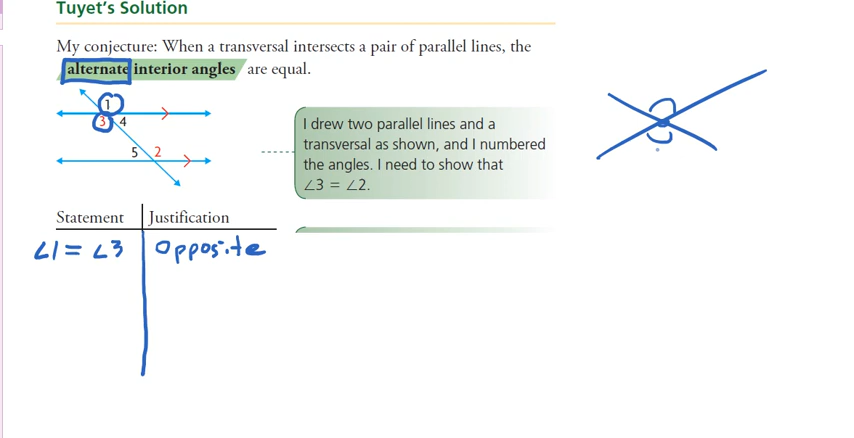 Tuyet's Solution
My conjecture: When a transversal intersects a pair of parallel lines, the
alternate interior angles are equal.
1
3 4
5 2
I drew two parallel lines and a
transversal as shown, and I numbered
the angles. I need to show that
∠3 = ∠2.
Statement Justification
∠1 = ∠3 opposite